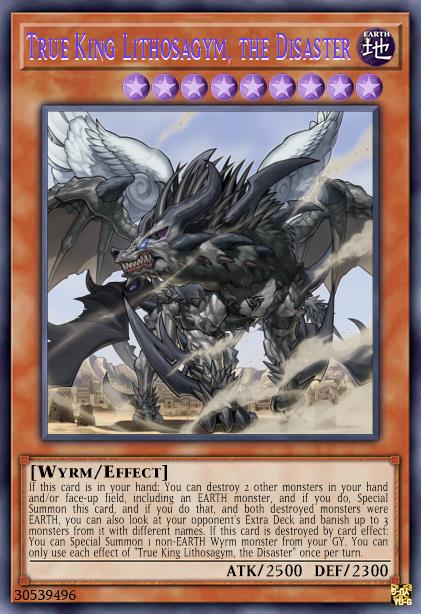 TRUE KING LITHOSAGYM, THE DISASTER
EARTH
地
[WYRM/EFFECT]
If this card is in your hand: You can destroy 2 other monsters in your hand
and/or face-up field, including an EARTH monster, and if you do, Special
Summon this card, and if you do that, and both destroyed monsters were
EARTH, you can also look at your opponent's Extra Deck and banish up to 3
monsters from it with different names. If this card is destroyed by card effect:
You can Special Summon 1 non-EARTH Wyrm monster from your GY. You can
only use each effect of "True King Lithosagym, the Disaster" once per turn.
ATK/2500 DEF/2300
30539496